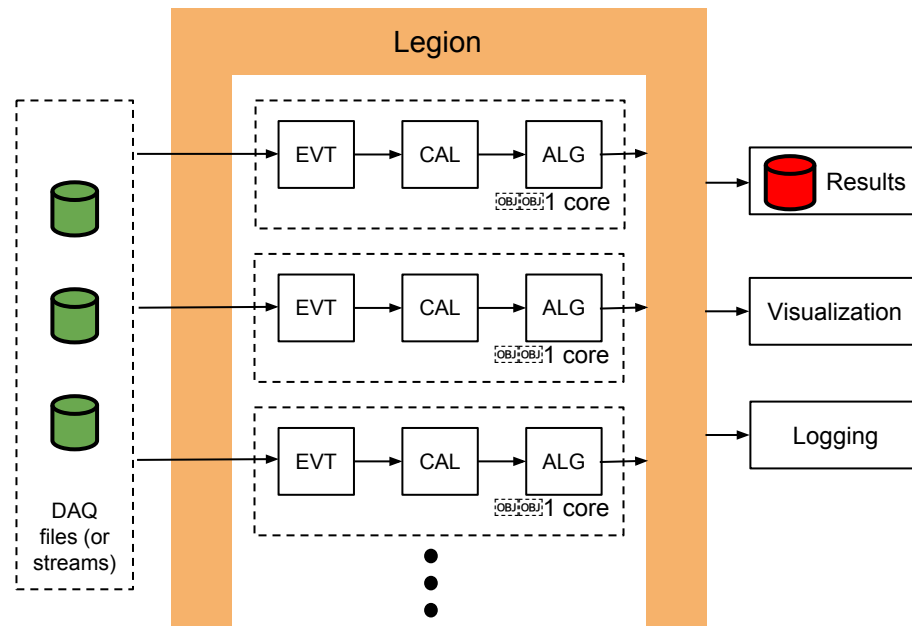 Legion
EVT CAL ALG
OBJ OBJ 1 core
EVT CAL ALG
OBJ OBJ 1 core
EVT CAL ALG
OBJ OBJ 1 core
DAQ
files (or
streams)
Results
Visualization
Logging